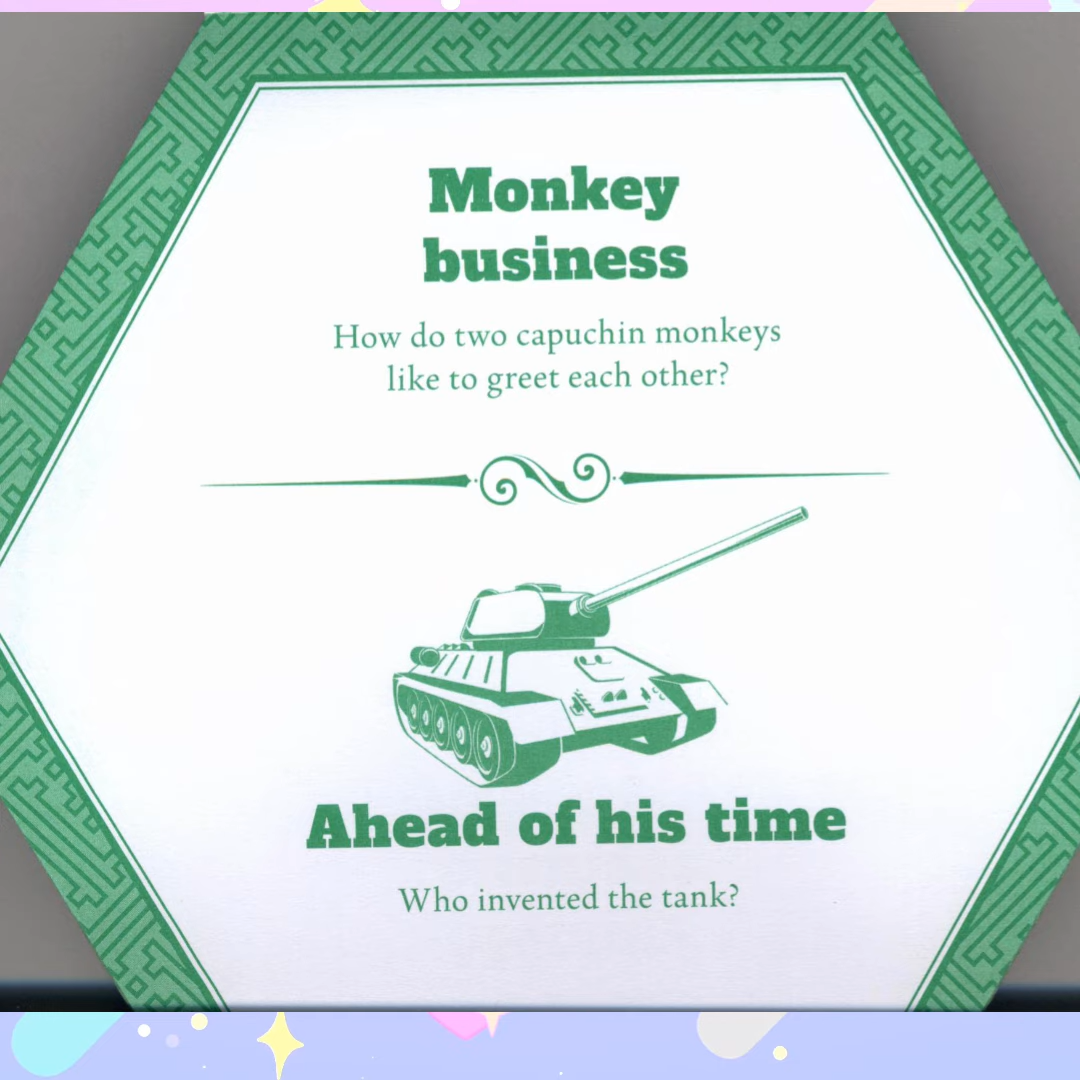 Monkey
business
How do two capuchin monkeys
like to greet each other?
Ahead of his time
Who invented the tank?